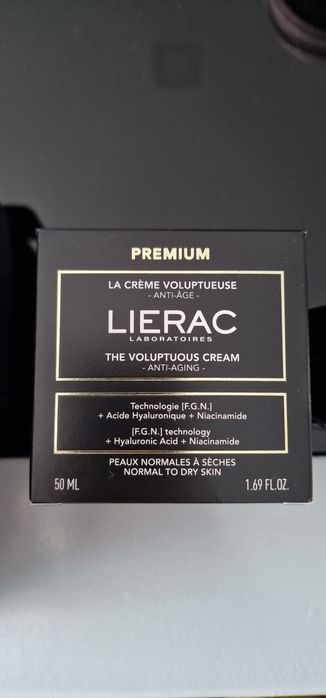 PREMIUM
LA CRÈME VOLUPTUEUSE
- ANTI-ÂGE -
LIERAC
LABORATOIRES
THE VOLUPTUOUS CREAM
- ANTI-AGING -
Technologie [F.G.N.]
+ Acide Hyaluronique + Niacinamide
[F.G.N.] technology
+ Hyaluronic Acid + Niacinamide
PEAUX NORMALES À SÈCHES
NORMAL TO DRY SKIN
50 ML 1.69 FL.OZ.